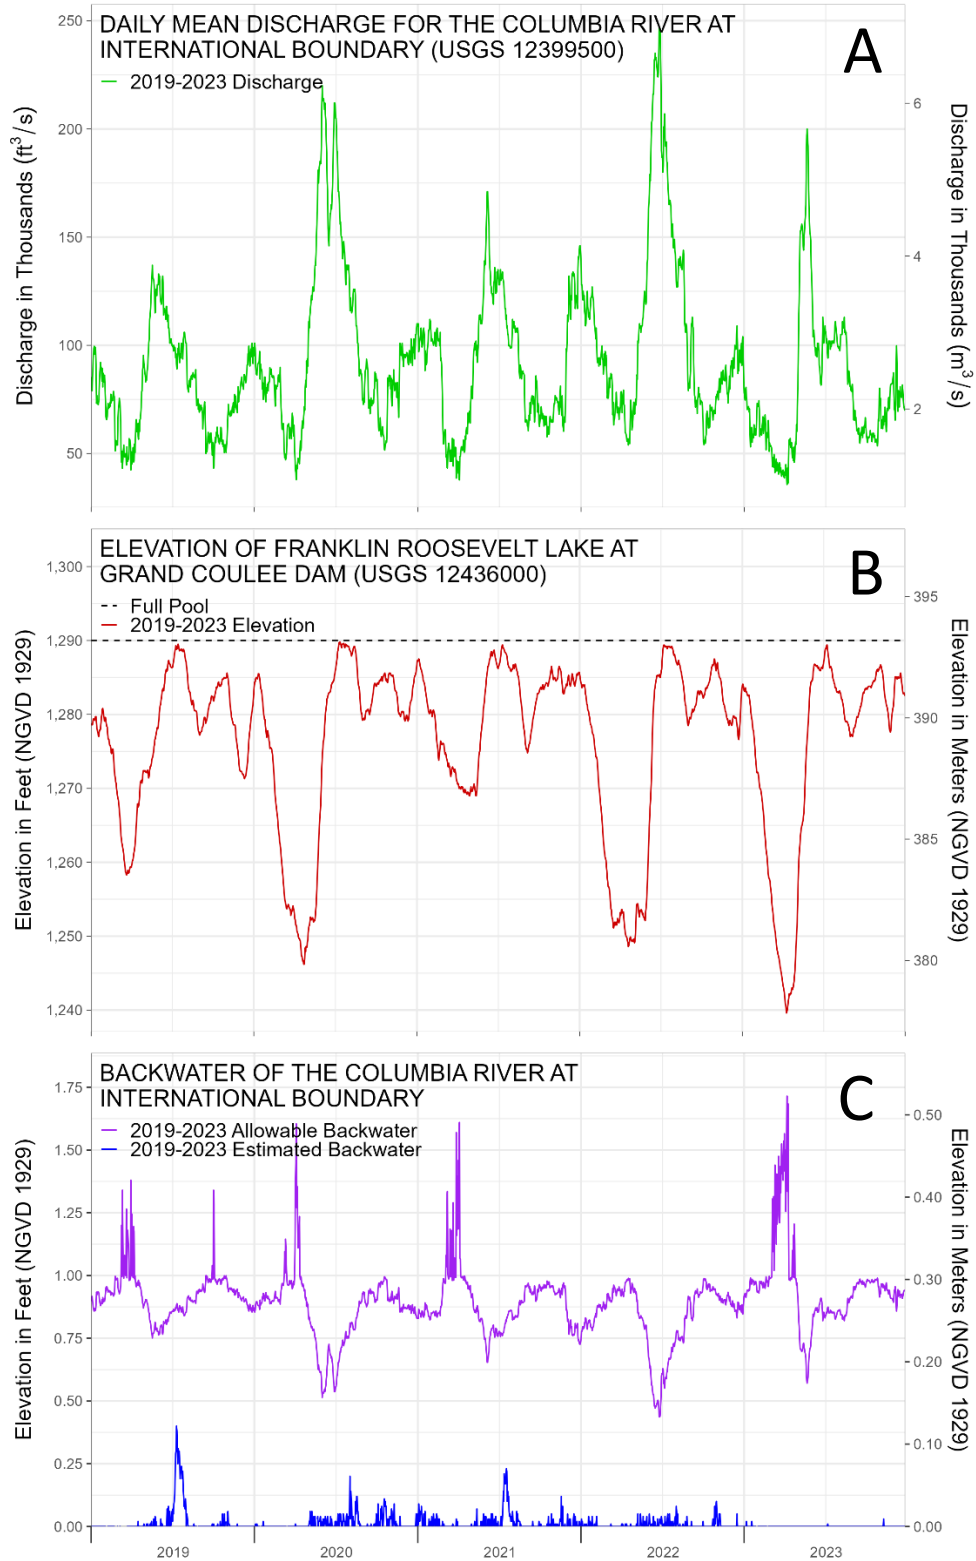 DAILY MEAN DISCHARGE FOR THE COLUMBIA RIVER AT
INTERNATIONAL BOUNDARY (USGS 12399500)
A
2019-2023 Discharge
Discharge in Thousands (ft³/s)
250
200
150
100
50
Discharge in Thousands (m³/s)
6
4
2
ELEVATION OF FRANKLIN ROOSEVELT LAKE AT
GRAND COULEE DAM (USGS 12436000)
B
Full Pool
2019-2023 Elevation
Elevation in Feet (NGVD 1929)
1,300
1,290
1,280
1,270
1,260
1,250
1,240
Elevation in Meters (NGVD 1929)
395
390
385
380
BACKWATER OF THE COLUMBIA RIVER AT
INTERNATIONAL BOUNDARY
C
2019-2023 Allowable Backwater
2019-2023 Estimated Backwater
Elevation in Feet (NGVD 1929)
1.75
1.50
1.25
1.00
0.75
0.50
0.25
0.00
Elevation in Meters (NGVD 1929)
0.50
0.40
0.30
0.20
0.10
0.00
2019
2020
2021
2022
2023